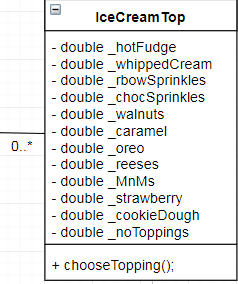 IceCreamTop
- double _hotFudge
- double _whippedCream
- double _rbowSprinkles
- double _chocSprinkles
- double _walnuts
- double _caramel
0..*
- double _oreo
- double _reeses
- double _MnMs
- double _strawberry
- double _cookieDough
- double _noToppings
+ chooseTopping();